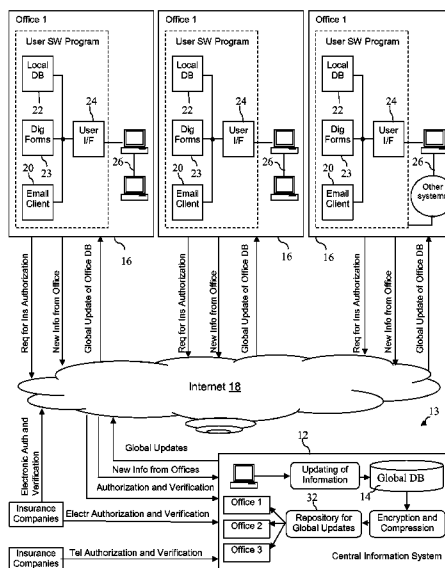 Office 1
User SW Program
Local
DB
22
24
Dig
Forms
User
I/F
23
26
20
Email
Client
16
Office 1
User SW Program
Local
DB
22
24
Dig
Forms
User
I/F
23
26
20
Email
Client
16
Office 1
User SW Program
Local
DB
22
24
Dig
Forms
User
I/F
23
26
20
Email
Client
Other
systems
16
Req for Ins Authorization
New Info from Office
Global Update of Office DB
Req for Ins Authorization
New Info from Office
Global Update of Office DB
Req for Ins Authorization
New Info from Office
Global Update of Office DB
Internet 18
13
Electronic Auth and
Verification
Global Updates
New Info from Offices
Authorization and Verification
12
Updating of
Information
Global DB
14
Insurance
Companies
Electr Authorization and Verification
Office 1
Office 2
Office 3
32
Repository for
Global Updates
Encryption and
Compression
Insurance
Companies
Tel Authorization and Verification
Central Information System